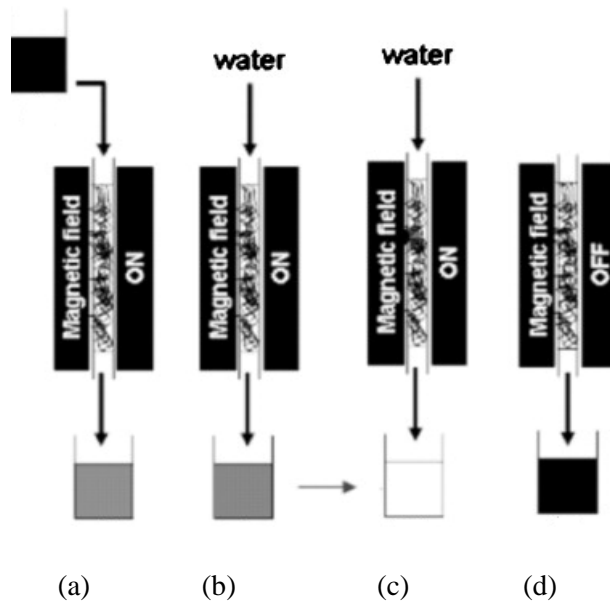 water
water
Magnetic field
ON
Magnetic field
ON
Magnetic field
ON
Magnetic field
OFF
(a)
(b)
(c)
(d)